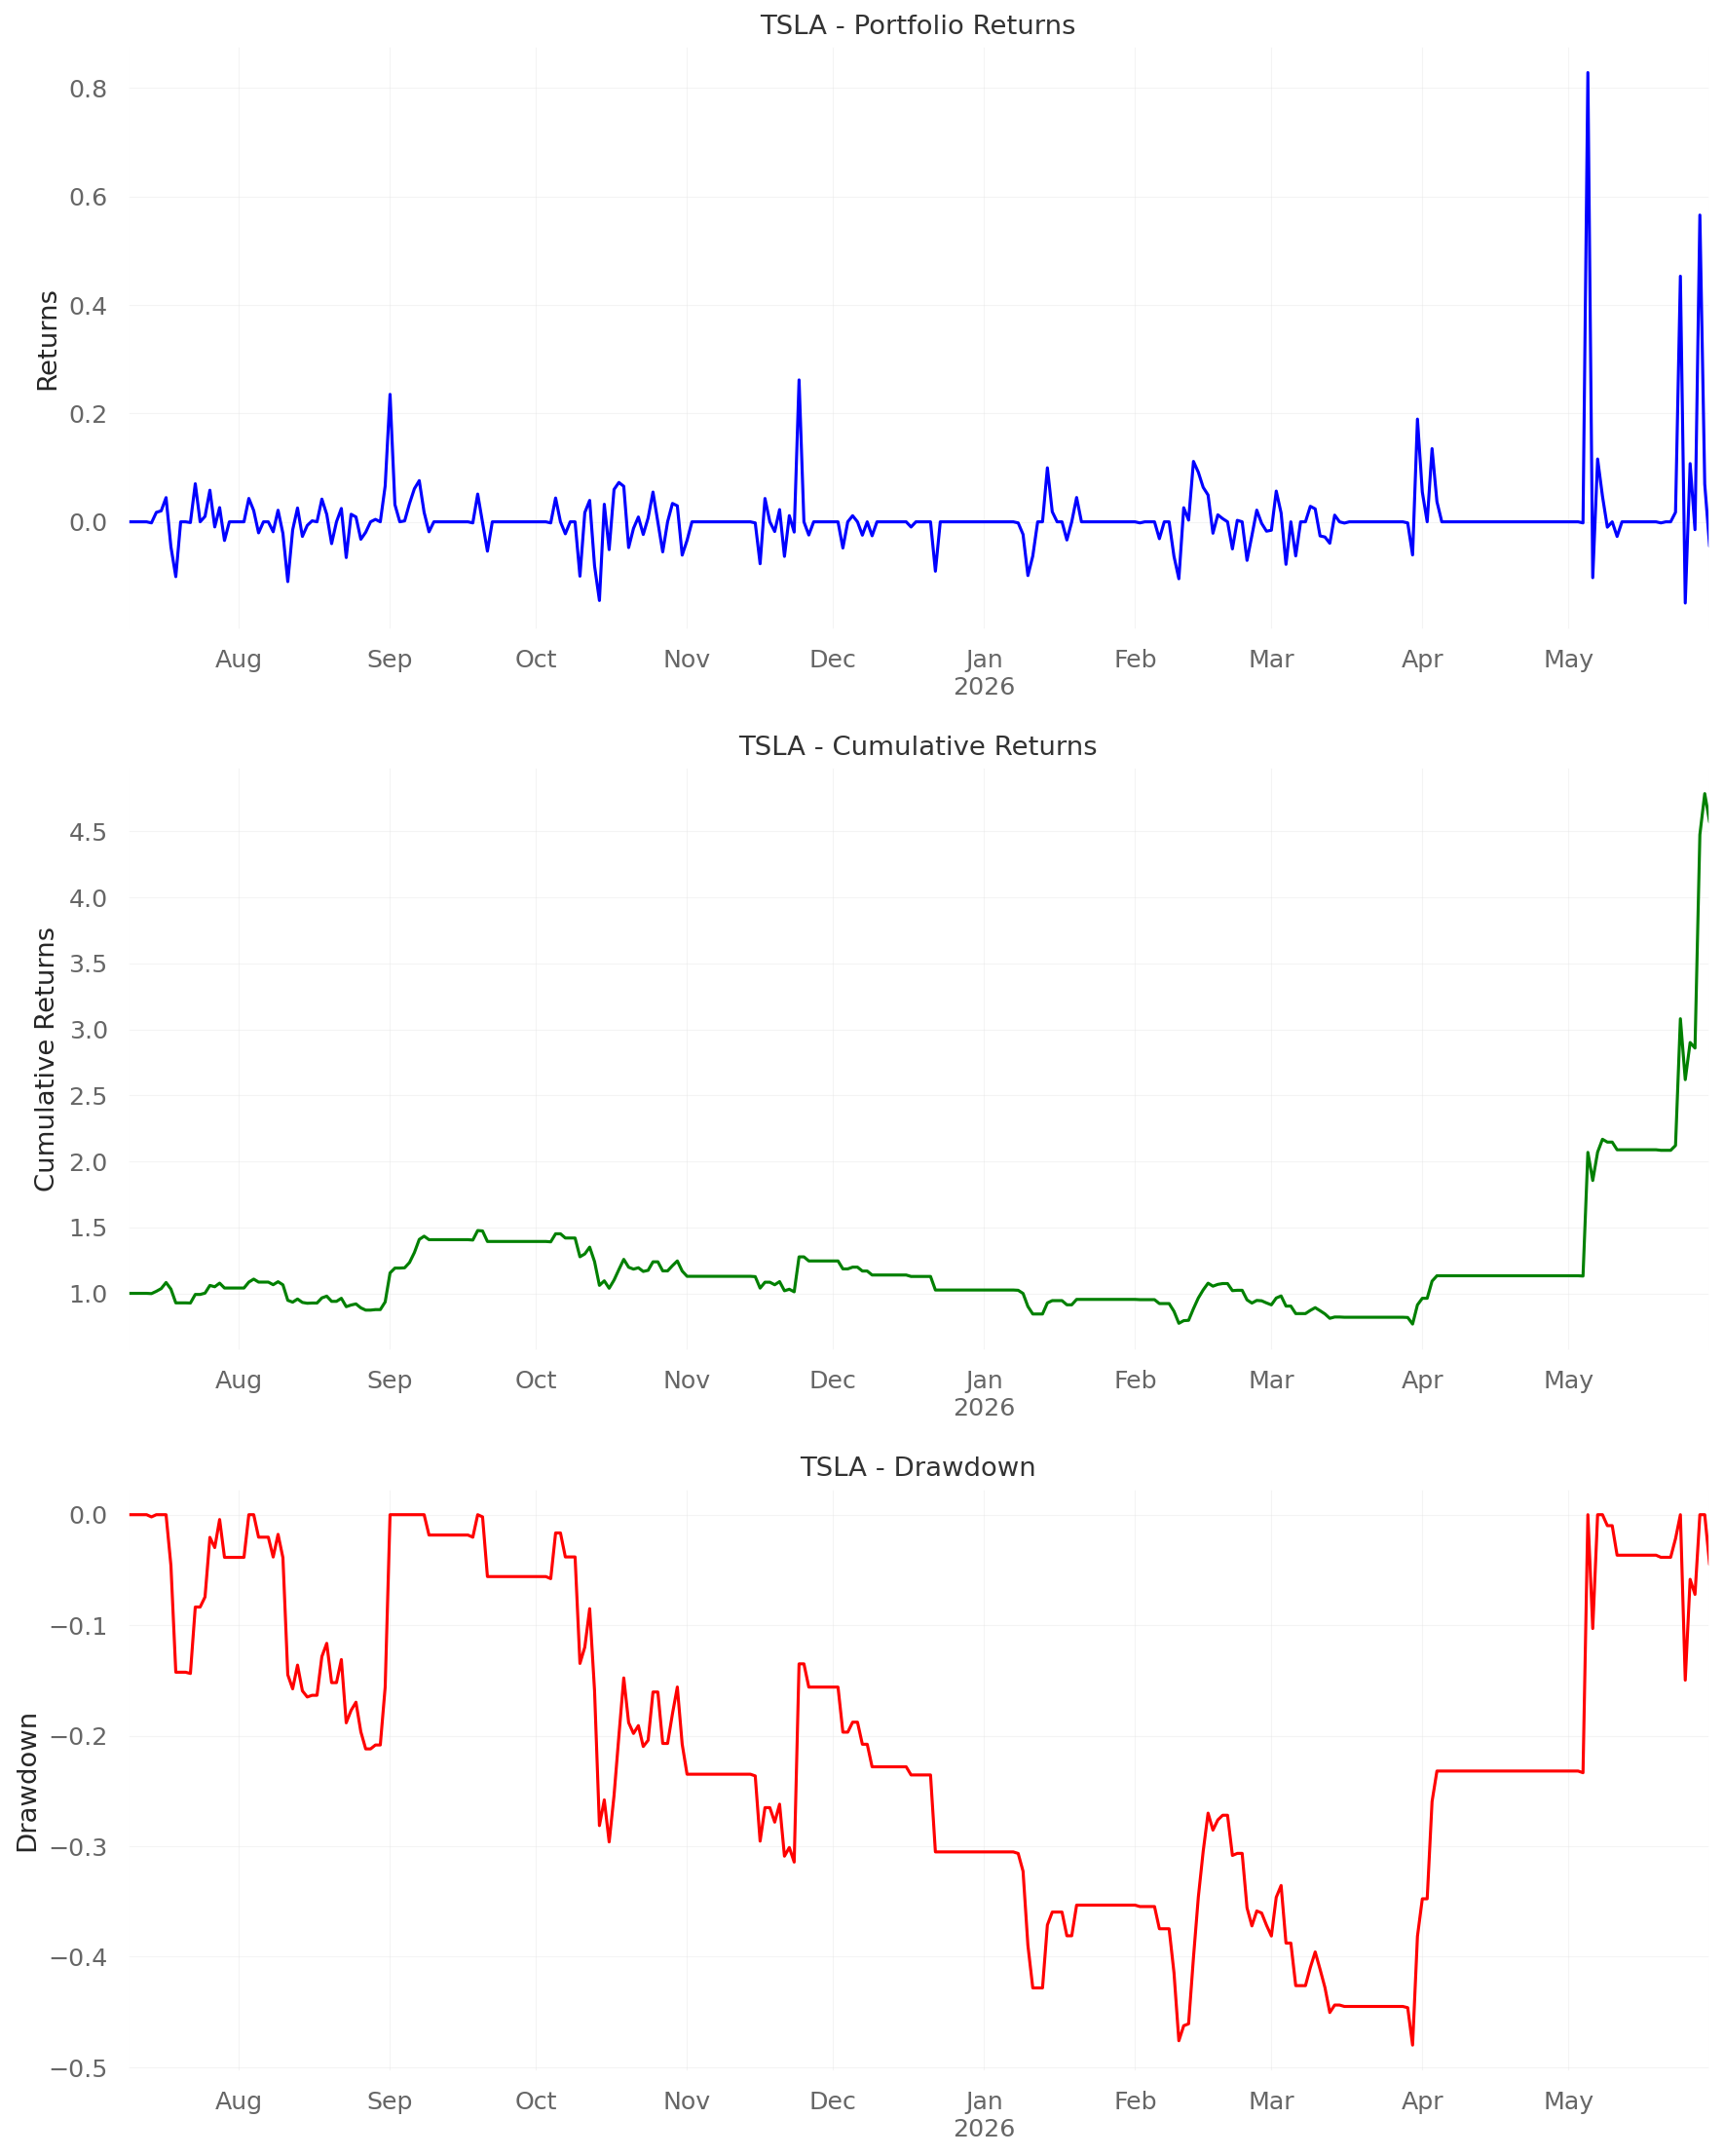 TSLA - Portfolio Returns
Returns
0.8
0.6
0.4
0.2
0.0
Aug Sep Oct Nov Dec Jan Feb Mar Apr May
2026
TSLA - Cumulative Returns
Cumulative Returns
4.5
4.0
3.5
3.0
2.5
2.0
1.5
1.0
Aug Sep Oct Nov Dec Jan Feb Mar Apr May
2026
TSLA - Drawdown
Drawdown
0.0
−0.1
−0.2
−0.3
−0.4
−0.5
Aug Sep Oct Nov Dec Jan Feb Mar Apr May
2026